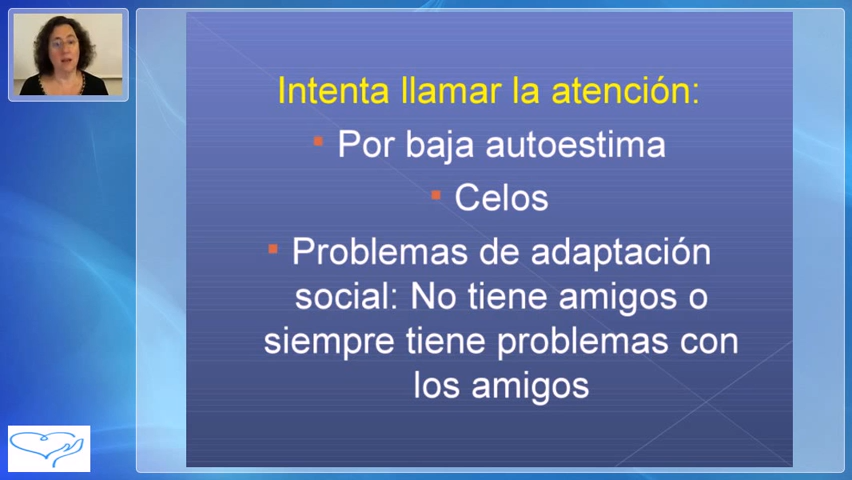 Intenta llamar la atención:
Por baja autoestima
Celos
Problemas de adaptación
social: No tiene amigos o
siempre tiene problemas con
los amigos